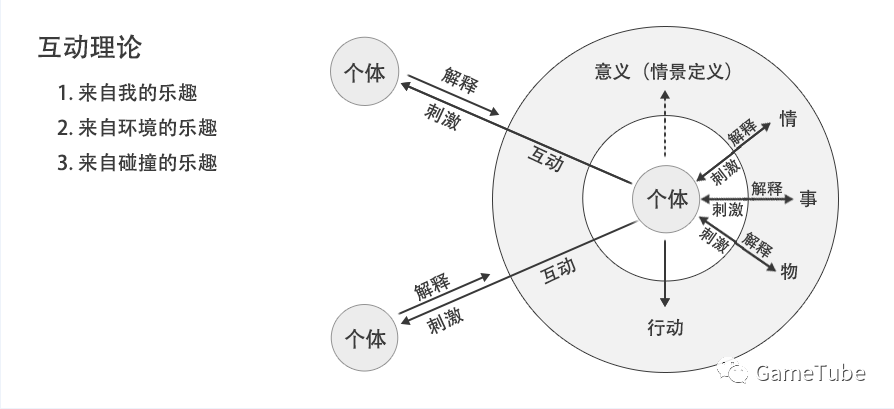 互动理论
1. 来自我的乐趣
2. 来自环境的乐趣
3. 来自碰撞的乐趣
个体
解释
刺激
互动
意义（情景定义）
解释
刺激
情
个体
解释
刺激
事
解释
刺激
物
互动
解释
刺激
个体
行动
GameTube